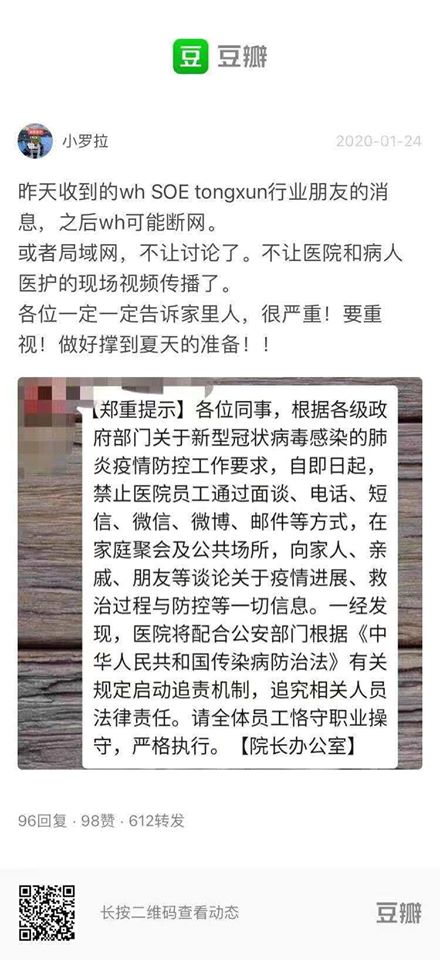 豆 豆瓣
小罗拉 2020-01-24
昨天收到的wh SOE tongxun行业朋友的消
息，之后wh可能断网。
或者局域网，不让讨论了。不让医院和病人
医护的现场视频传播了。
各位一定一定告诉家里人，很严重！要重
视！做好撑到夏天的准备！！
【郑重提示】各位同事，根据各级政
府部门关于新型冠状病毒感染的肺
炎疫情防控工作要求，自即日起，
禁止医院员工通过面谈、电话、短
信、微信、微博、邮件等方式，在
家庭聚会及公共场所，向家人、亲
戚、朋友等谈论关于疫情进展、救
治过程与防控等一切信息。一经发
现，医院将配合公安部门根据《中
华人民共和国传染病防治法》有关
规定启动追责机制，追究相关人员
法律责任。请全体员工恪守职业操
守，严格执行。【院长办公室】
96回复 · 98赞 · 612转发
长按二维码查看动态 豆瓣